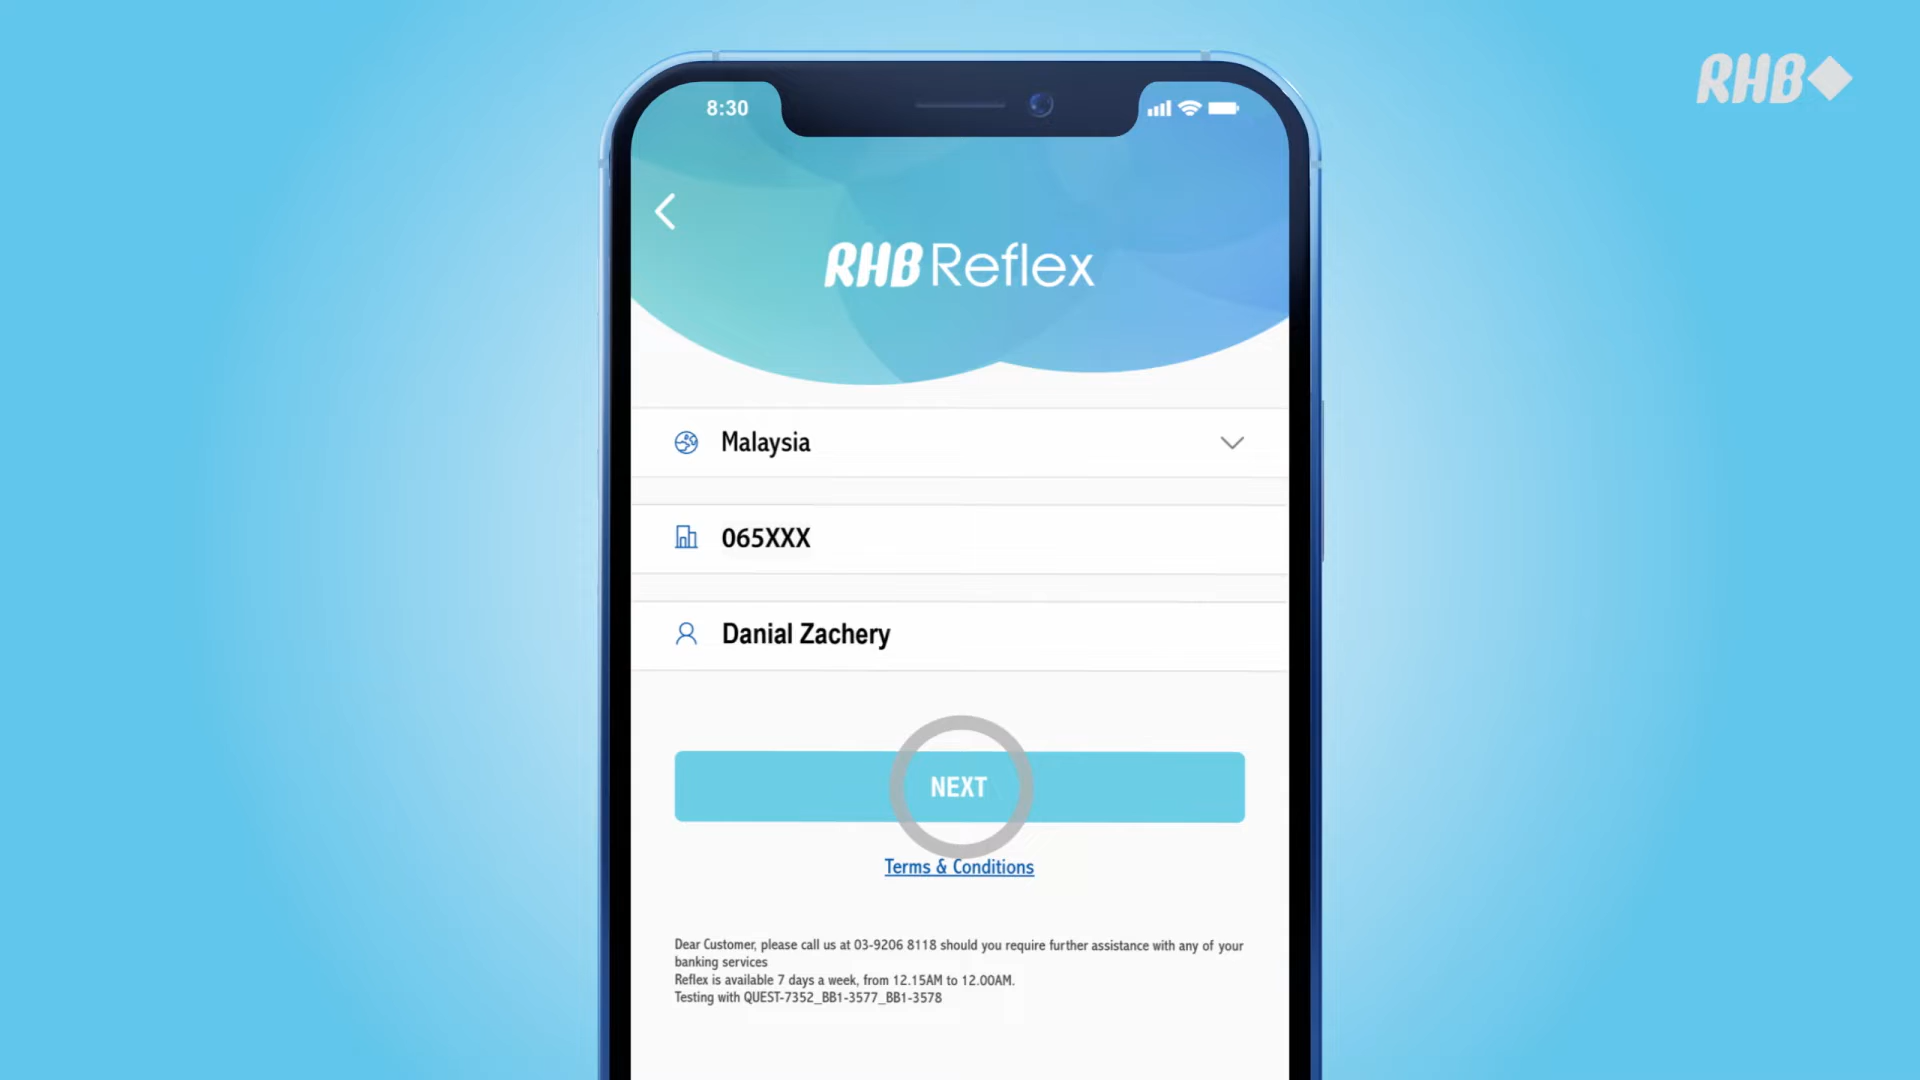 RHB
8:30
RHB Reflex
Malaysia
065XXX
Danial Zachery
NEXT
Terms & Conditions
Dear Customer, please call us at 03-9206 8118 should you require further assistance with any of your
banking services
Reflex is available 7 days a week, from 12.15AM to 12.00AM.
Testing with QUEST-7352_BB1-3577_BB1-3578